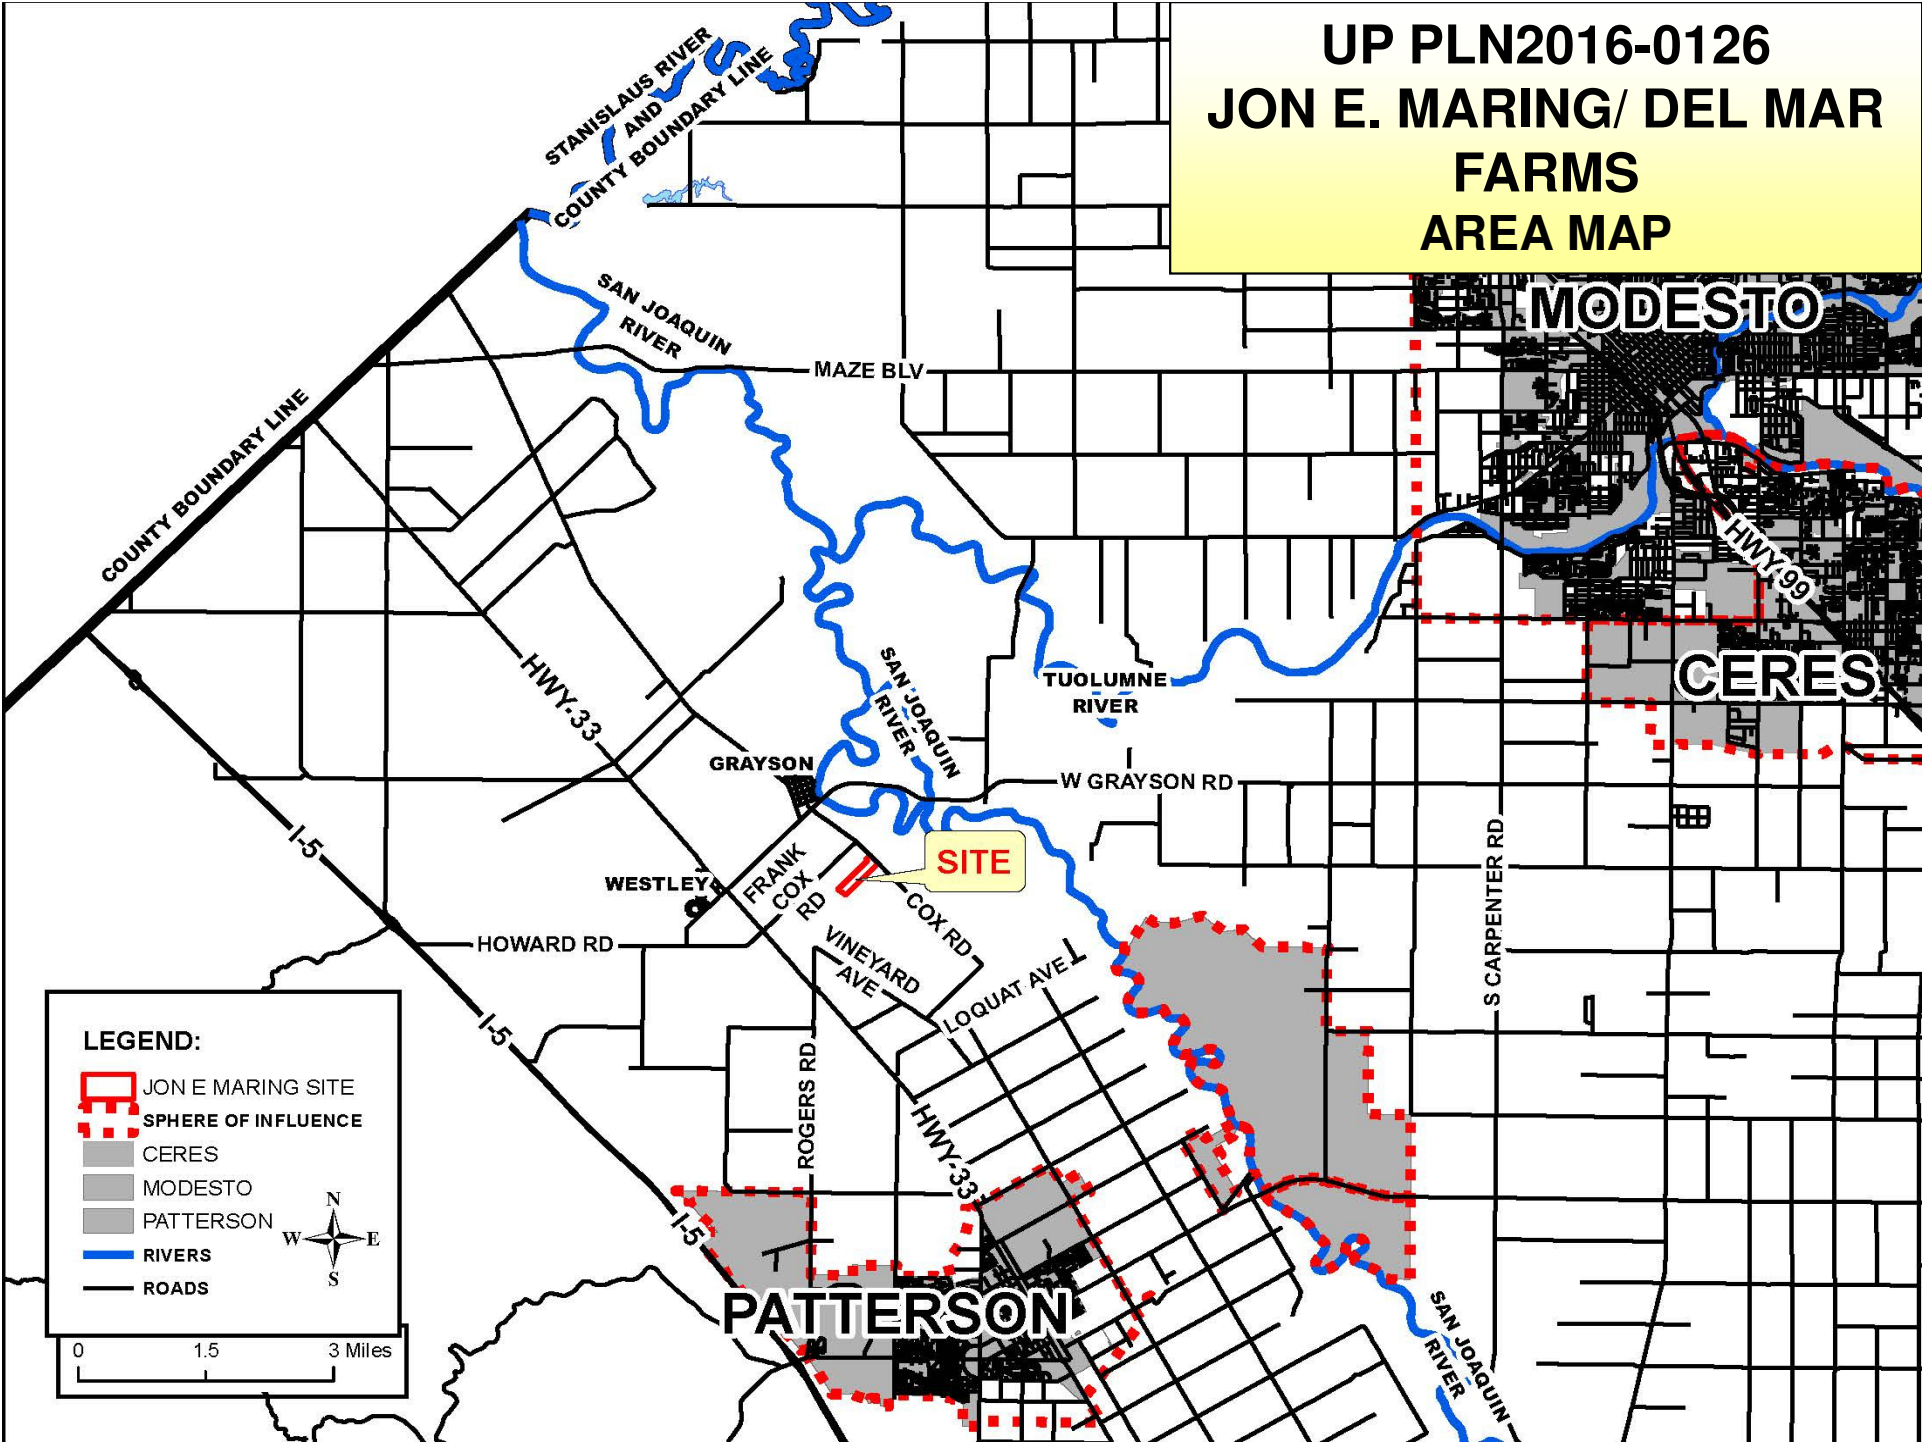 UP PLN2016-0126
JON E. MARING/ DEL MAR
FARMS
AREA MAP
STANISLAUS RIVER
AND
COUNTY BOUNDARY LINE
SAN JOAQUIN
RIVER
MAZE BLV
MODESTO
COUNTY BOUNDARY LINE
HWY 99
HWY-33
SAN JOAQUIN
RIVER
TUOLUMNE
RIVER
CERES
GRAYSON
W GRAYSON RD
I-5
SITE
WESTLEY
FRANK
COX
RD
COX RD
HOWARD RD
VINEYARD
AVE
LOQUAT AVE
S CARPENTER RD
I-5
ROGERS RD
HWY-33
I-5
PATTERSON
SAN JOAQUIN
RIVER
LEGEND:
JON E MARING SITE
SPHERE OF INFLUENCE
CERES
MODESTO
PATTERSON
RIVERS
ROADS
N
W E
S
0 1.5 3 Miles